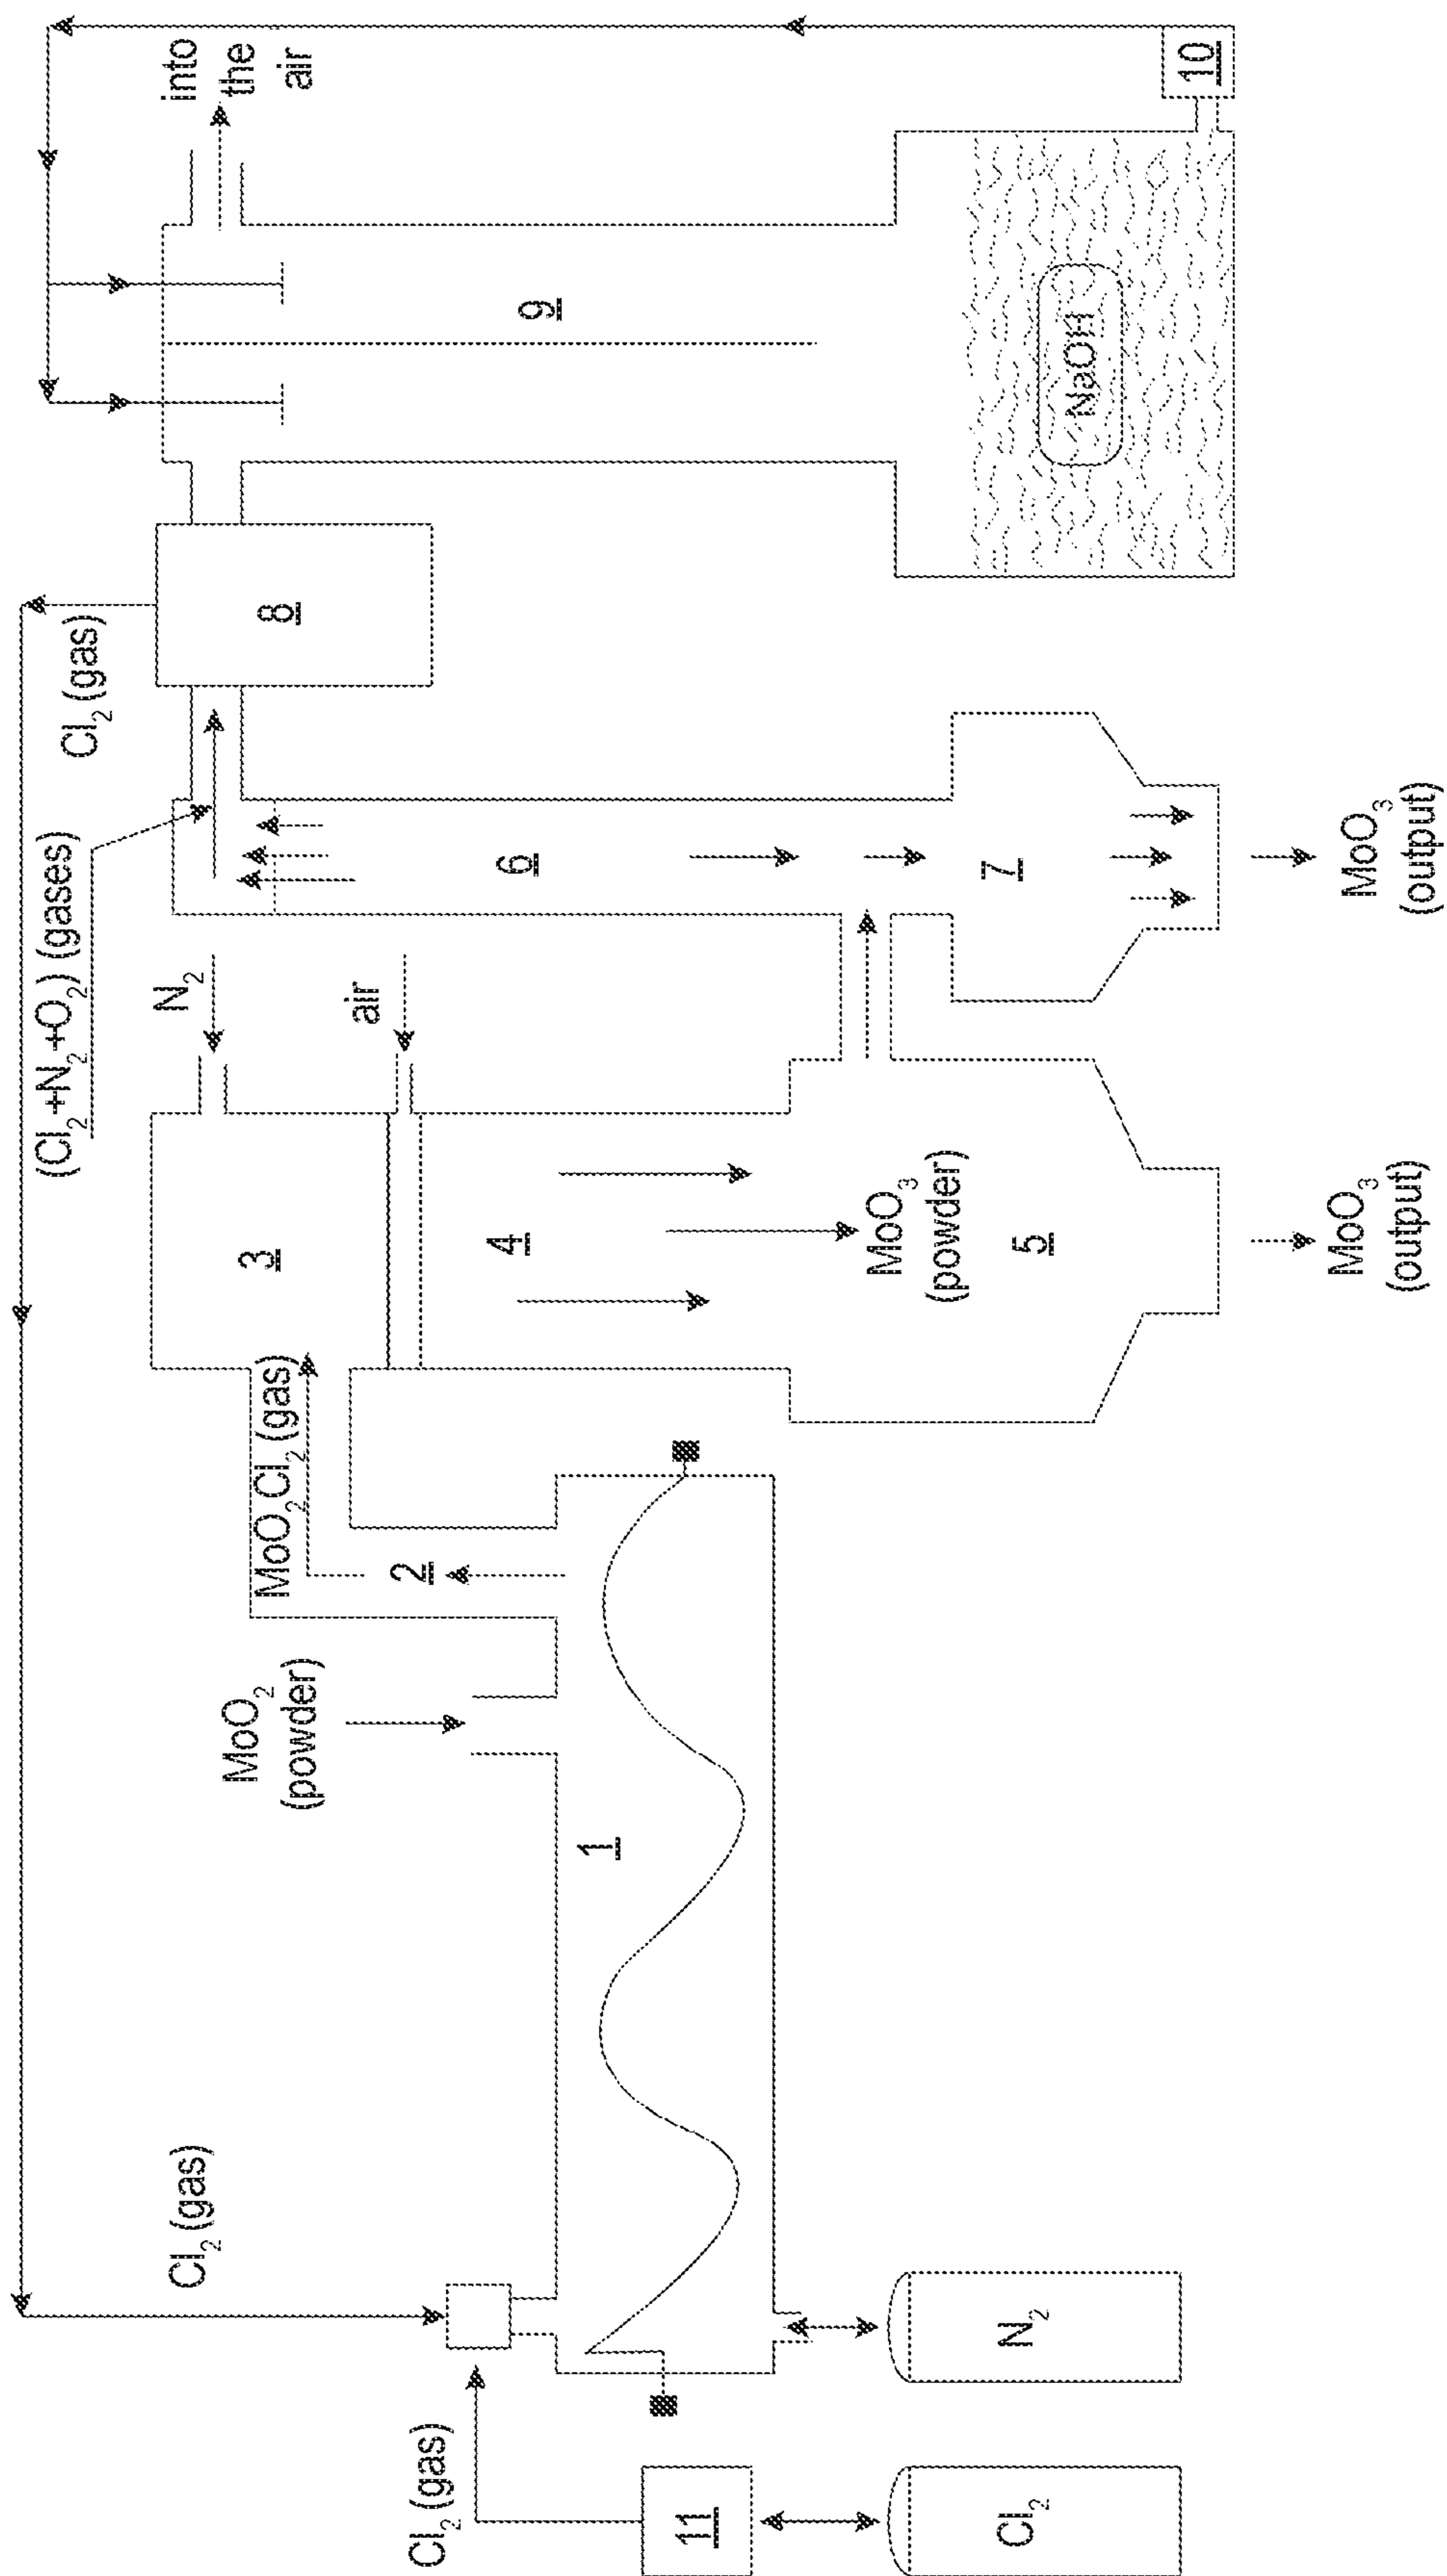 Cl2 (gas)
(Cl2+N2+O2) (gases)
Cl2 (gas)
into
the
air
N2
air
MoO2
(powder)
MoO2Cl2 (gas)
Cl2 (gas)
1
2
3
4
5
6
7
8
9
10
11
MoO3
(powder)
NaOH
Cl2
N2
MoO3
(output)
MoO3
(output)